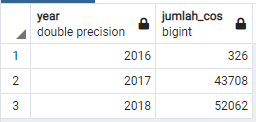 year jumlah_cos
double precision bigint
1 2016 326
2 2017 43708
3 2018 52062